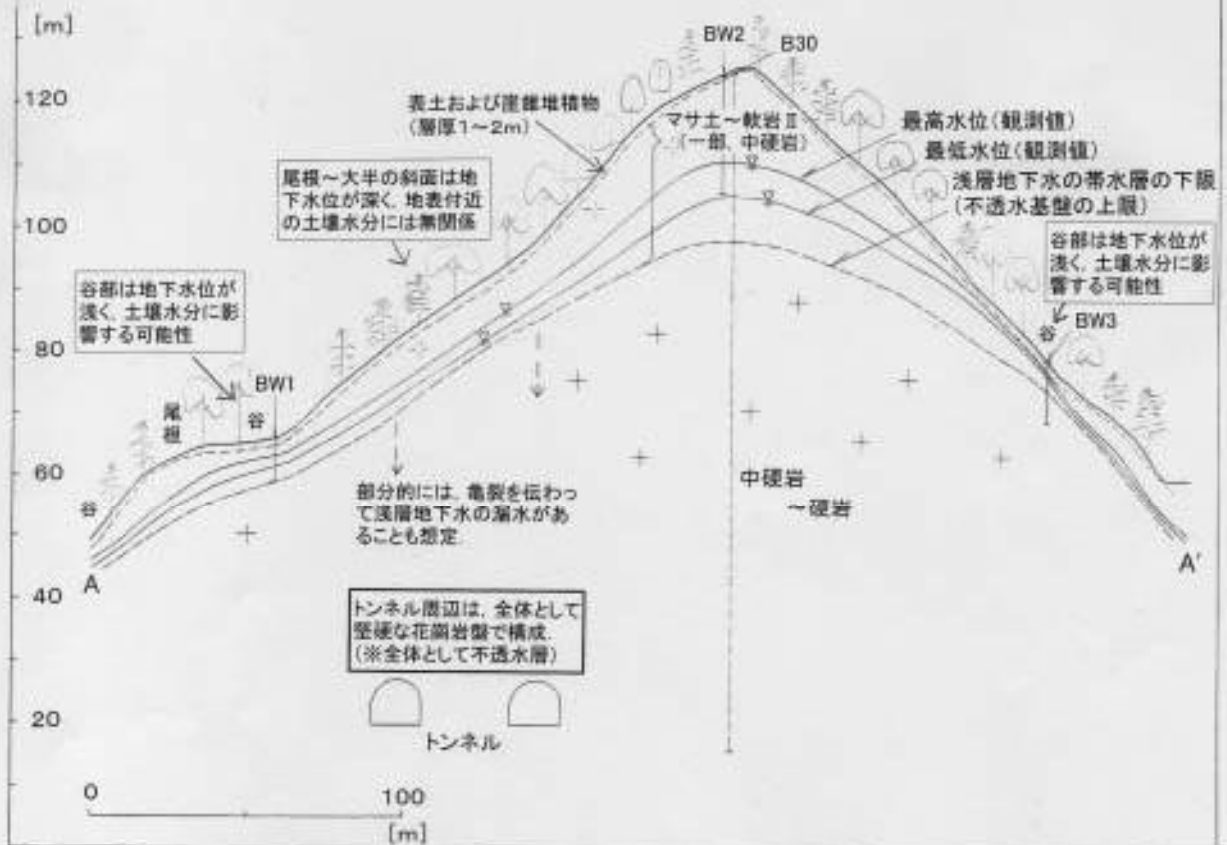 [m]
120
100
80
60
40
20
BW2
B30
表土および崖錐堆積物
(層厚1～2m)
マサ土～軟岩Ⅱ
(一部、中硬岩)
最高水位(観測値)
最低水位(観測値)
浅層地下水の帯水層の下限
(不透水基盤の上限)
尾根～大半の斜面は地
下水位が深く、地表付近
の土壌水分には無関係
谷部は地下水位が
浅く、土壌水分に影
響する可能性
谷
BW3
谷部は地下水位が
浅く、土壌水分に影
響する可能性
BW1
尾根
谷
谷
部分的には、亀裂を伝わっ
て浅層地下水の漏水があ
ることも想定.
中硬岩
～硬岩
A
A'
トンネル周辺は、全体として
堅硬な花崗岩盤で構成.
(※全体として不透水層)
トンネル
0
100
[m]